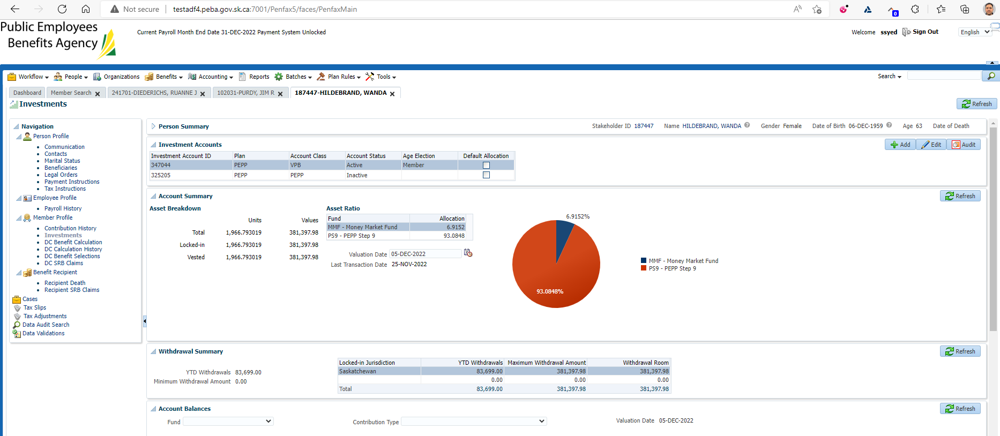 Not secure testadf4.peba.gov.sk.ca:7001/Penfax5/faces/PenfaxMain
0
Public Employees
Benefits Agency
Current Payroll Month End Date 31-DEC-2022 Payment System Unlocked
Welcome ssyed Sign Out English
Workflow People Organizations Benefits Accounting Reports Batches Plan Rules Tools Search
Dashboard Member Search 241701-DIEDERICHS, RUANNE J 102031-PURDY, JIM R 187447-HILDEBRAND, WANDA
Investments Refresh
Navigation
Person Profile
Communication
Contacts
Marital Status
Beneficiaries
Legal Orders
Payment Instructions
Tax Instructions
Employee Profile
Payroll History
Member Profile
Contribution History
Investments
DC Benefit Calculation
DC Calculation History
DC Benefit Selections
DC SRB Claims
Benefit Recipient
Recipient Death
Recipient SRB Claims
Cases
Tax Slips
Tax Adjustments
Data Audit Search
Data Validations
Person Summary Stakeholder ID 187447 Name HILDEBRAND, WANDA Gender Female Date of Birth 06-DEC-1959 Age 63 Date of Death
Investment Accounts Add Edit Audit
Investment Account ID Plan Account Class Account Status Age Election Default Allocation
347044 PEPP VPB Active Member
325205 PEPP PEPP Inactive
Account Summary Refresh
Asset Breakdown
Units Values
Total 1,966.793019 381,397.98
Locked-in 1,966.793019 381,397.98
Vested 1,966.793019 381,397.98
Asset Ratio
Fund Allocation
MMF - Money Market Fund 6.9152
PS9 - PEPP Step 9 93.0848
Valuation Date 05-DEC-2022
Last Transaction Date 25-NOV-2022
6.9152%
93.0848%
MMF - Money Market Fund
PS9 - PEPP Step 9
Withdrawal Summary Refresh
YTD Withdrawals 83,699.00
Minimum Withdrawal Amount 0.00
Locked-in Jurisdiction YTD Withdrawals Maximum Withdrawal Amount Withdrawal Room
Saskatchewan 83,699.00 381,397.98 381,397.98
0.00 0.00 0.00
Total 83,699.00 381,397.98 381,397.98
Account Balances Refresh
Fund Contribution Type Valuation Date 05-DEC-2022